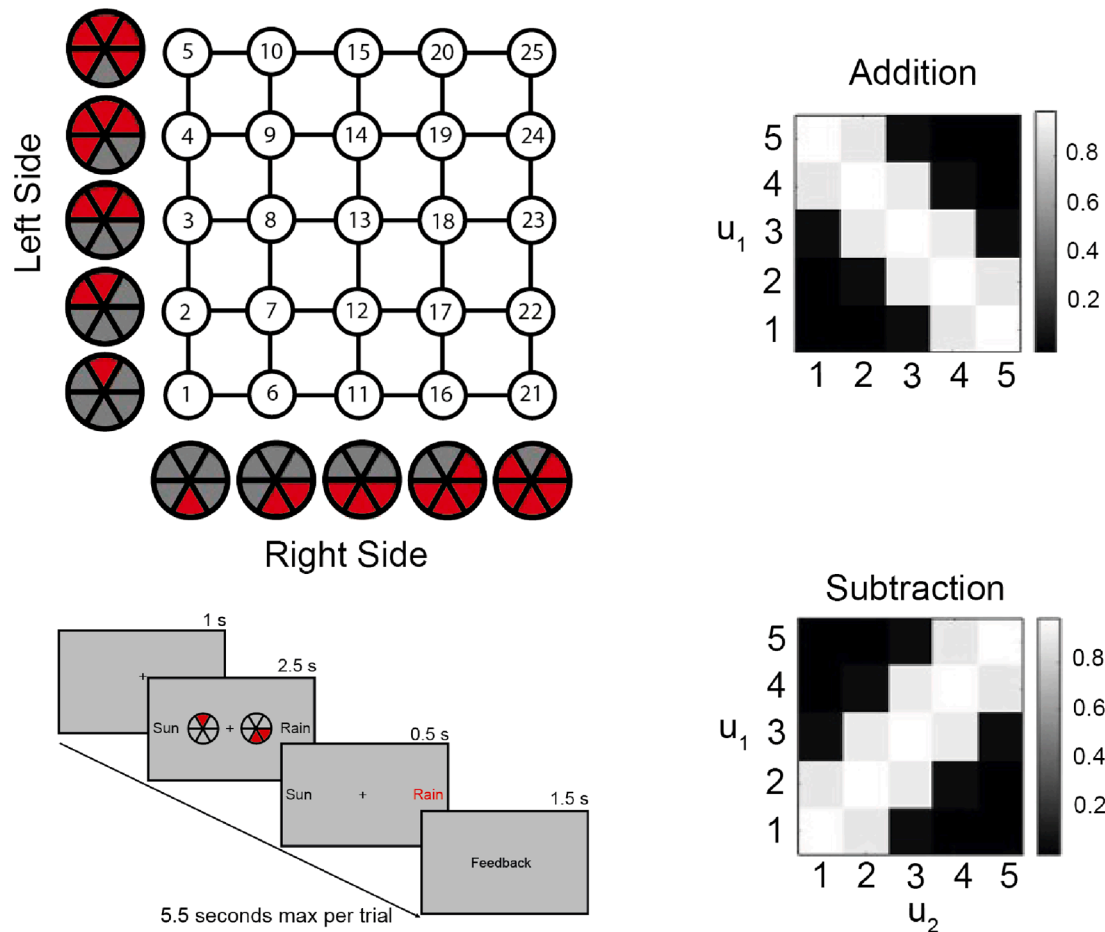 Left Side
5 10 15 20 25
4 9 14 19 24
3 8 13 18 23
2 7 12 17 22
1 6 11 16 21
Right Side
Addition
5
4
u1 3
2
1
1 2 3 4 5
0.8
0.6
0.4
0.2
1 s
+
2.5 s
Sun + Rain
0.5 s
Sun + Rain
1.5 s
Feedback
5.5 seconds max per trial
Subtraction
5
4
u1 3
2
1
1 2 3 4 5
u2
0.8
0.6
0.4
0.2